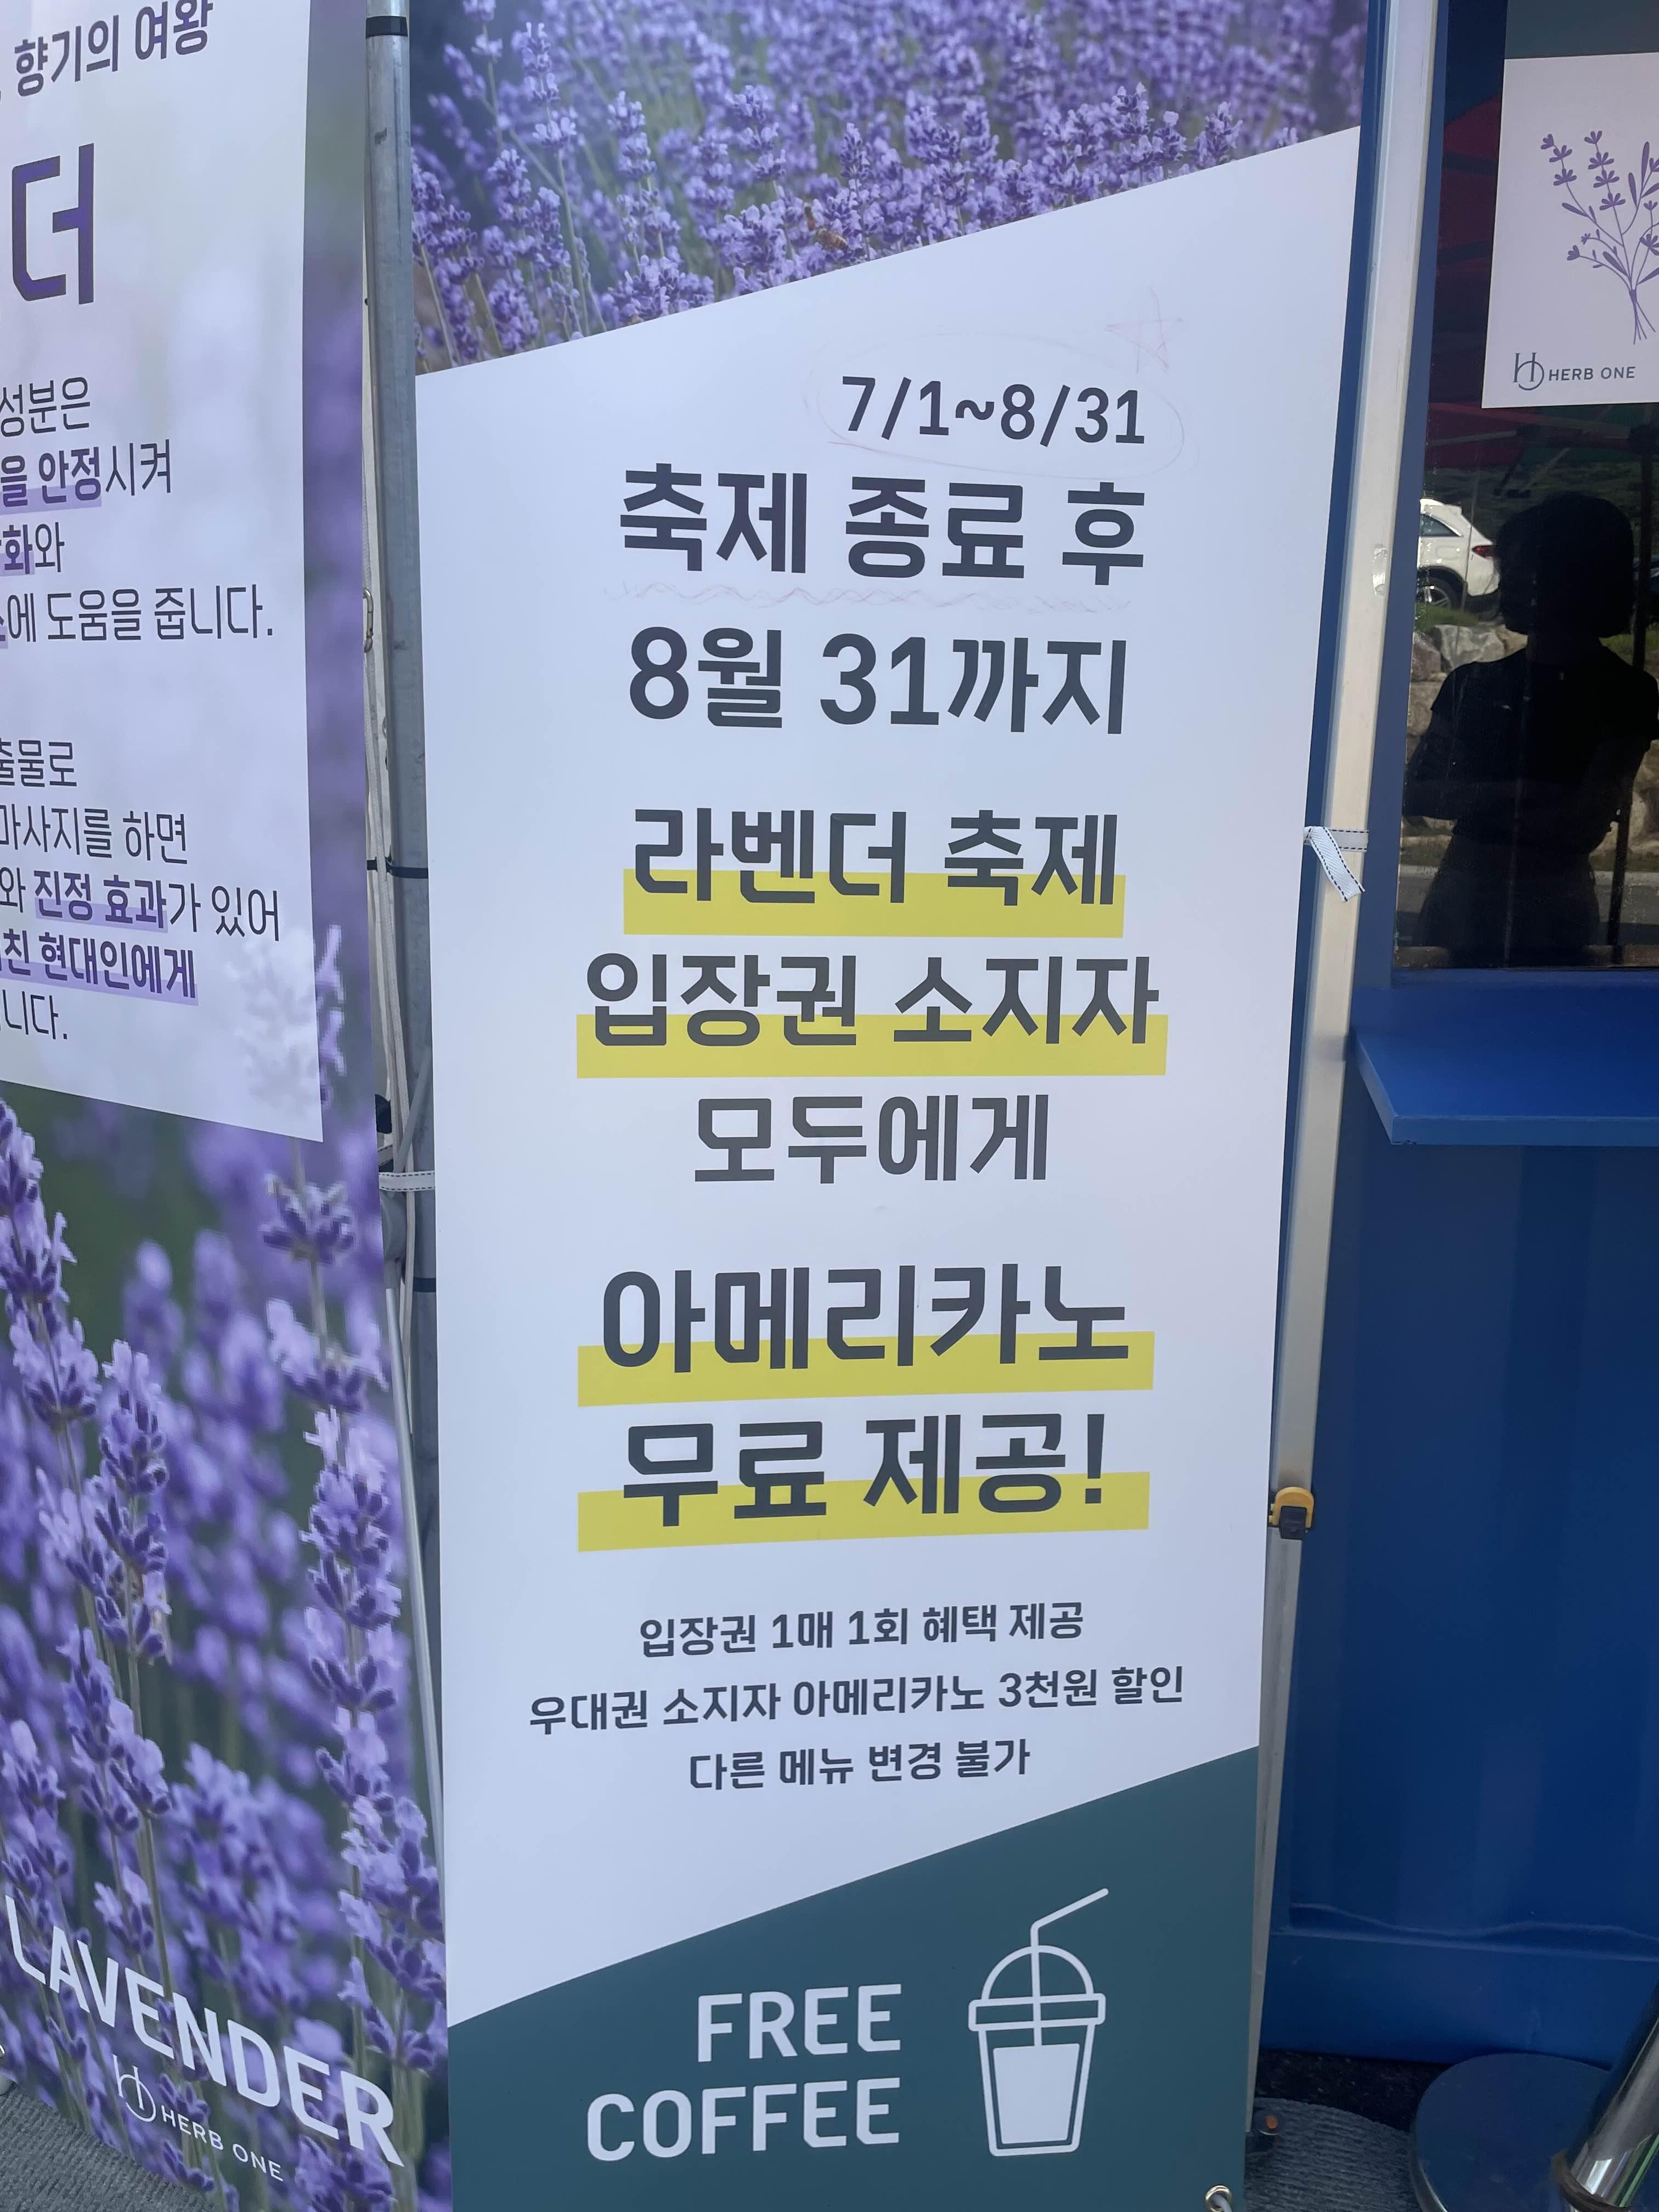 향기의 여왕
더
성분은
을 안정시켜
화와
에 도움을 줍니다.
출물로
마사지를 하면
와 진정 효과가 있어
친 현대인에게
니다.
LAVENDER
HERB ONE
7/1~8/31
축제 종료 후
8월 31까지
라벤더 축제
입장권 소지자
모두에게
아메리카노
무료 제공!
입장권 1매 1회 혜택 제공
우대권 소지자 아메리카노 3천원 할인
다른 메뉴 변경 불가
FREE
COFFEE
HERB ONE